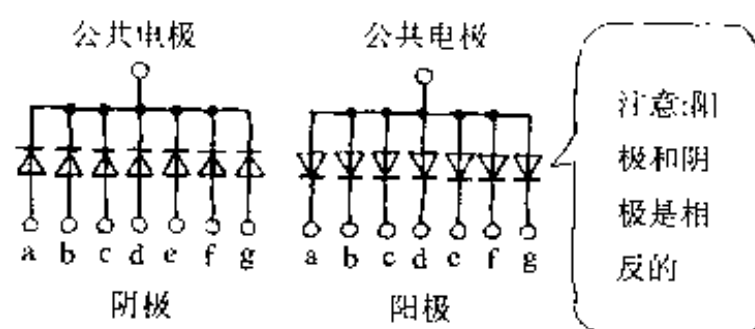 公共电极
公共电极
a b c d e f g
a b c d e f g
阴极
阳极
注意:阳
极和阴
极是相
反的